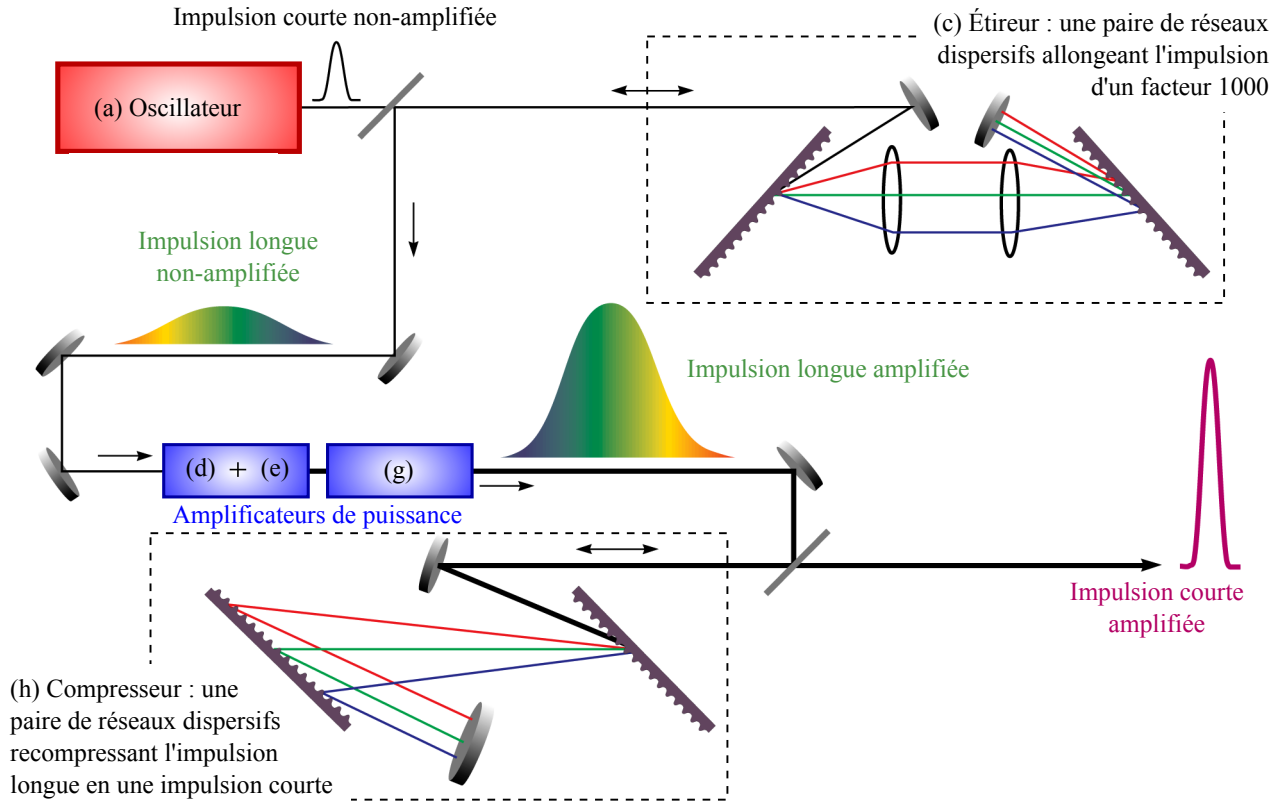 Impulsion courte non-amplifiée
(c) Étireur : une paire de réseaux
dispersifs allongeant l'impulsion
d'un facteur 1000
(a) Oscillateur
Impulsion longue
non-amplifiée
Impulsion longue amplifiée
(d) + (e)
(g)
Amplificateurs de puissance
Impulsion courte
amplifiée
(h) Compresseur : une
paire de réseaux dispersifs
recompressant l'impulsion
longue en une impulsion courte